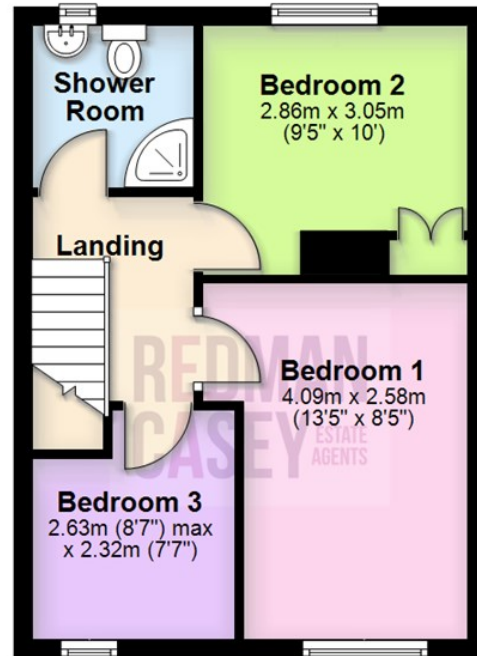 Shower
Room
Bedroom 2
2.86m x 3.05m
(9'5" x 10')
Landing
REDMAN
CASEY
ESTATE
AGENTS
Bedroom 1
4.09m x 2.58m
(13'5" x 8'5")
Bedroom 3
2.63m (8'7") max
x 2.32m (7'7")